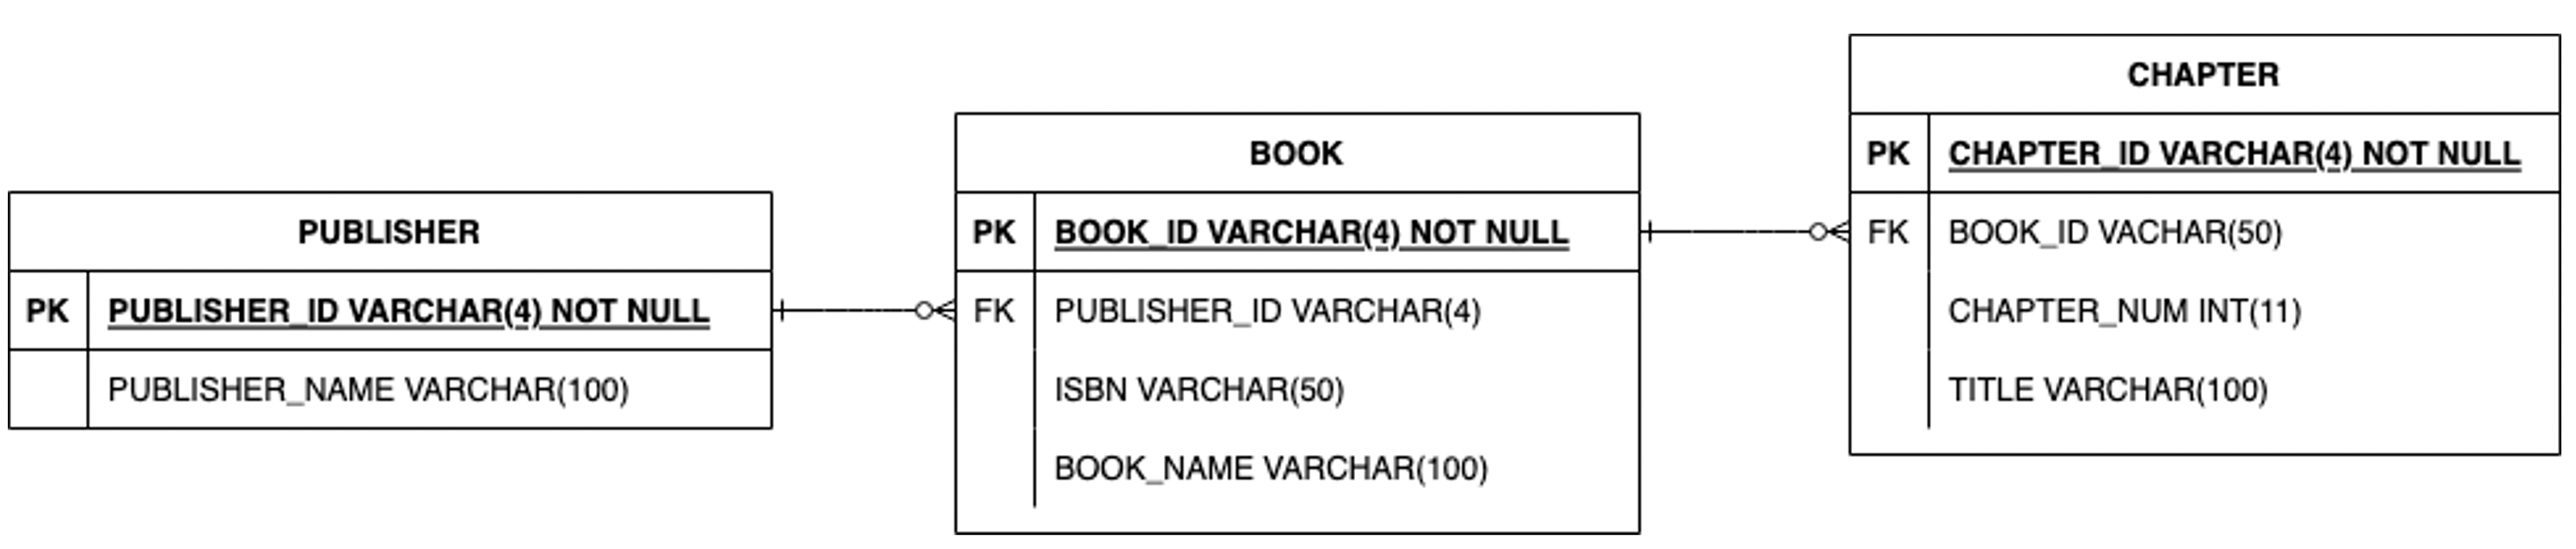 PUBLISHER
PK PUBLISHER_ID VARCHAR(4) NOT NULL
PUBLISHER_NAME VARCHAR(100)
BOOK
PK BOOK_ID VARCHAR(4) NOT NULL
FK PUBLISHER_ID VARCHAR(4)
ISBN VARCHAR(50)
BOOK_NAME VARCHAR(100)
CHAPTER
PK CHAPTER_ID VARCHAR(4) NOT NULL
FK BOOK_ID VACHAR(50)
CHAPTER_NUM INT(11)
TITLE VARCHAR(100)